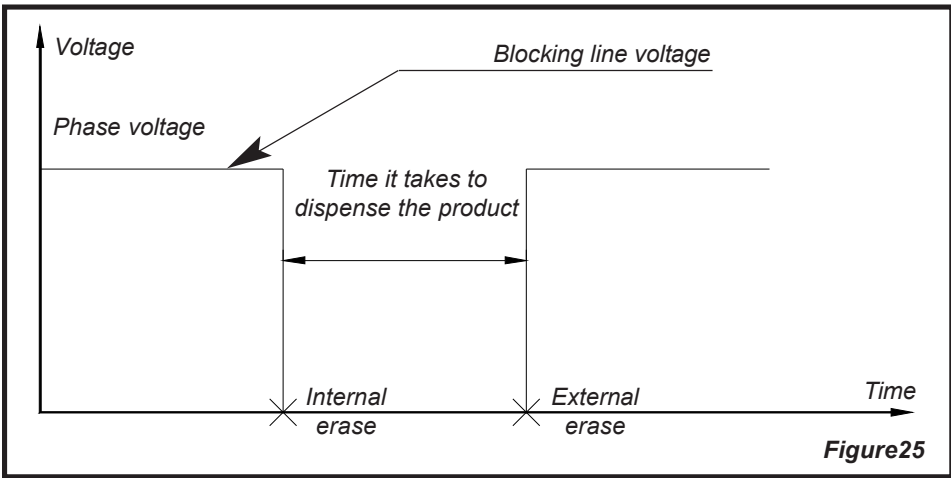 Voltage
Blocking line voltage
Phase voltage
Time it takes to
dispense the product
Internal
erase
External
erase
Time
Figure25